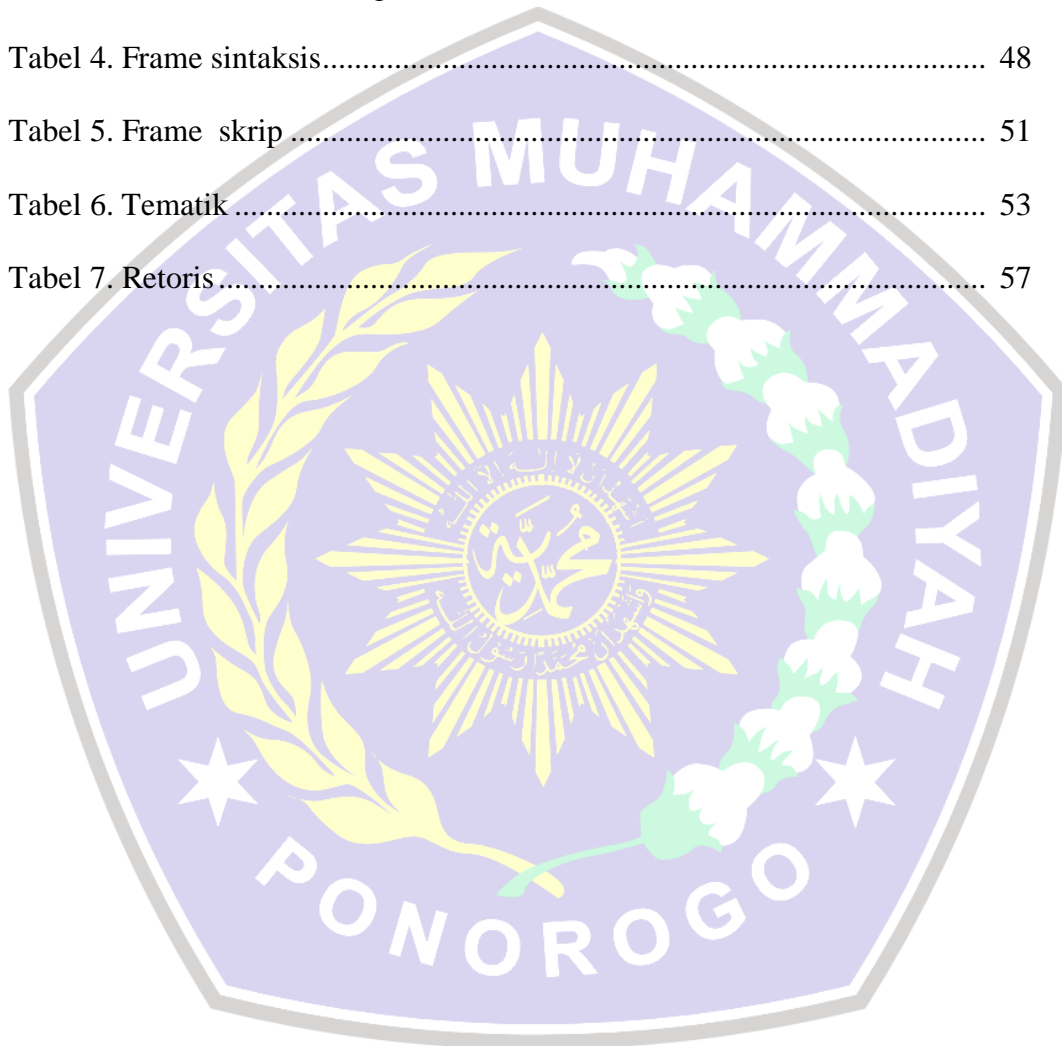 Tabel 4. Frame sintaksis.................................................................................... 48
Tabel 5. Frame  skrip ........................................................................................ 51
Tabel 6. Tematik ............................................................................................... 53
Tabel 7. Retoris ................................................................................................. 57
UNIVERSITAS MUHAMMADIYAH
PONOROGO
محمدية